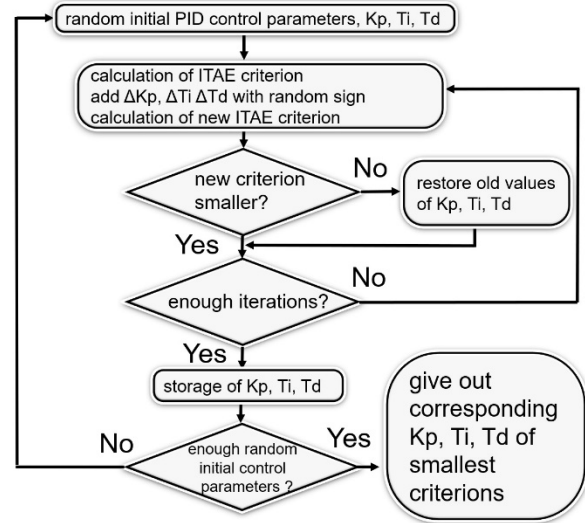 random initial PID control parameters, Kp, Ti, Td
calculation of ITAE criterion
add ΔKp, ΔTi ΔTd with random sign
calculation of new ITAE criterion
new criterion
smaller?
No
restore old values
of Kp, Ti, Td
Yes
enough iterations?
No
Yes
storage of Kp, Ti, Td
enough random
initial control
parameters ?
No
Yes
give out
corresponding
Kp, Ti, Td of
smallest
criterions